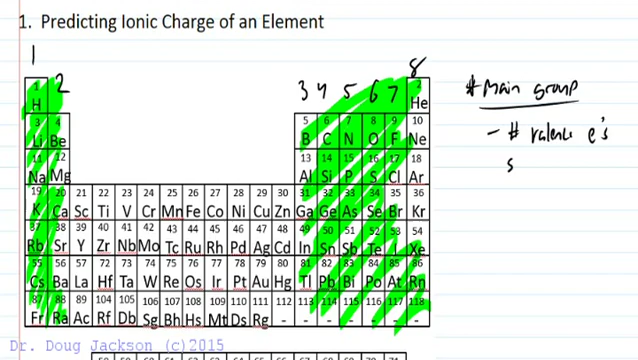 1. Predicting Ionic Charge of an Element
1 2 3 4 5 6 7 8
# Main group
- # valence e's
s
1 2
H He
3 4 5 6 7 8 9 10
Li Be B C N O F Ne
11 12 13 14 15 16 17 18
Na Mg Al Si P S Cl Ar
19 20 21 22 23 24 25 26 27 28 29 30 31 32 33 34 35 36
K Ca Sc Ti V Cr Mn Fe Co Ni Cu Zn Ga Ge As Se Br Kr
37 38 39 40 41 42 43 44 45 46 47 48 49 50 51 52 53 54
Rb Sr Y Zr Nb Mo Tc Ru Rh Pd Ag Cd In Sn Sb Te I Xe
55 56 57 72 73 74 75 76 77 78 79 80 81 82 83 84 85 86
Cs Ba La Hf Ta W Re Os Ir Pt Au Hg Tl Pb Bi Po At Rn
87 88 89 104 105 106 107 108 109 110 111 112 113 114 115 116 117 118
Fr Ra Ac Rf Db Sg Bh Hs Mt Ds Rg - - - - - - -
Dr. Doug Jackson (c)2015